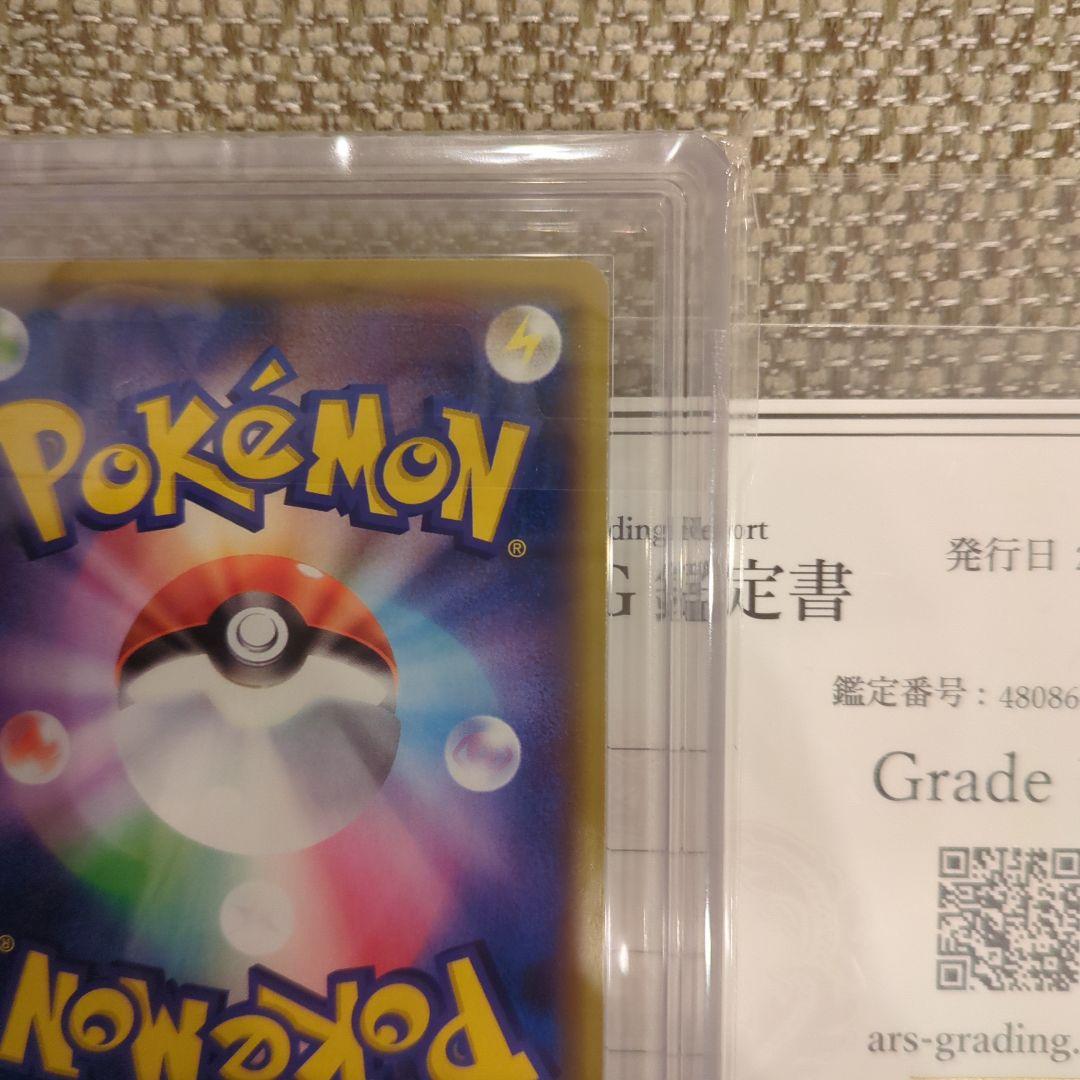 POKéMON
®
ding Report
G 鑑定書
発行日
鑑定番号：48086
Grade
ars-grading.
®
POKéMON